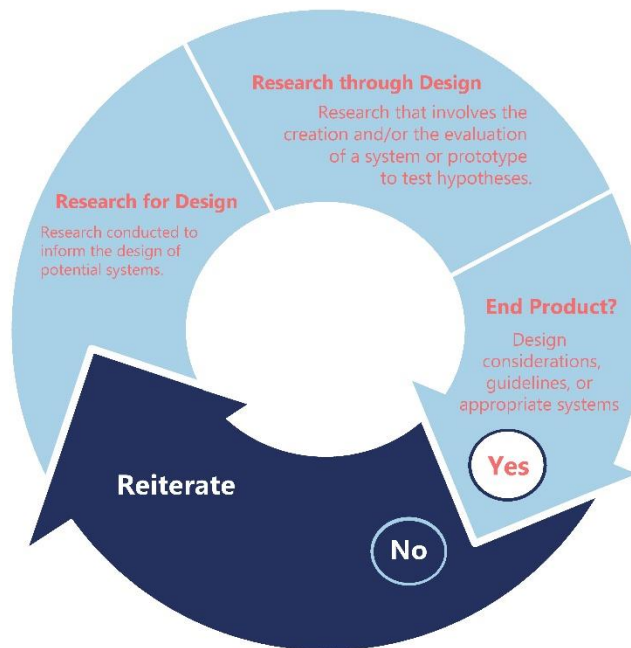 Research through Design
Research that involves the
creation and/or the evaluation
of a system or prototype
to test hypotheses.
Research for Design
Research conducted to
inform the design of
potential systems.
End Product?
Design
considerations,
guidelines, or
appropriate systems
Yes
No
Reiterate